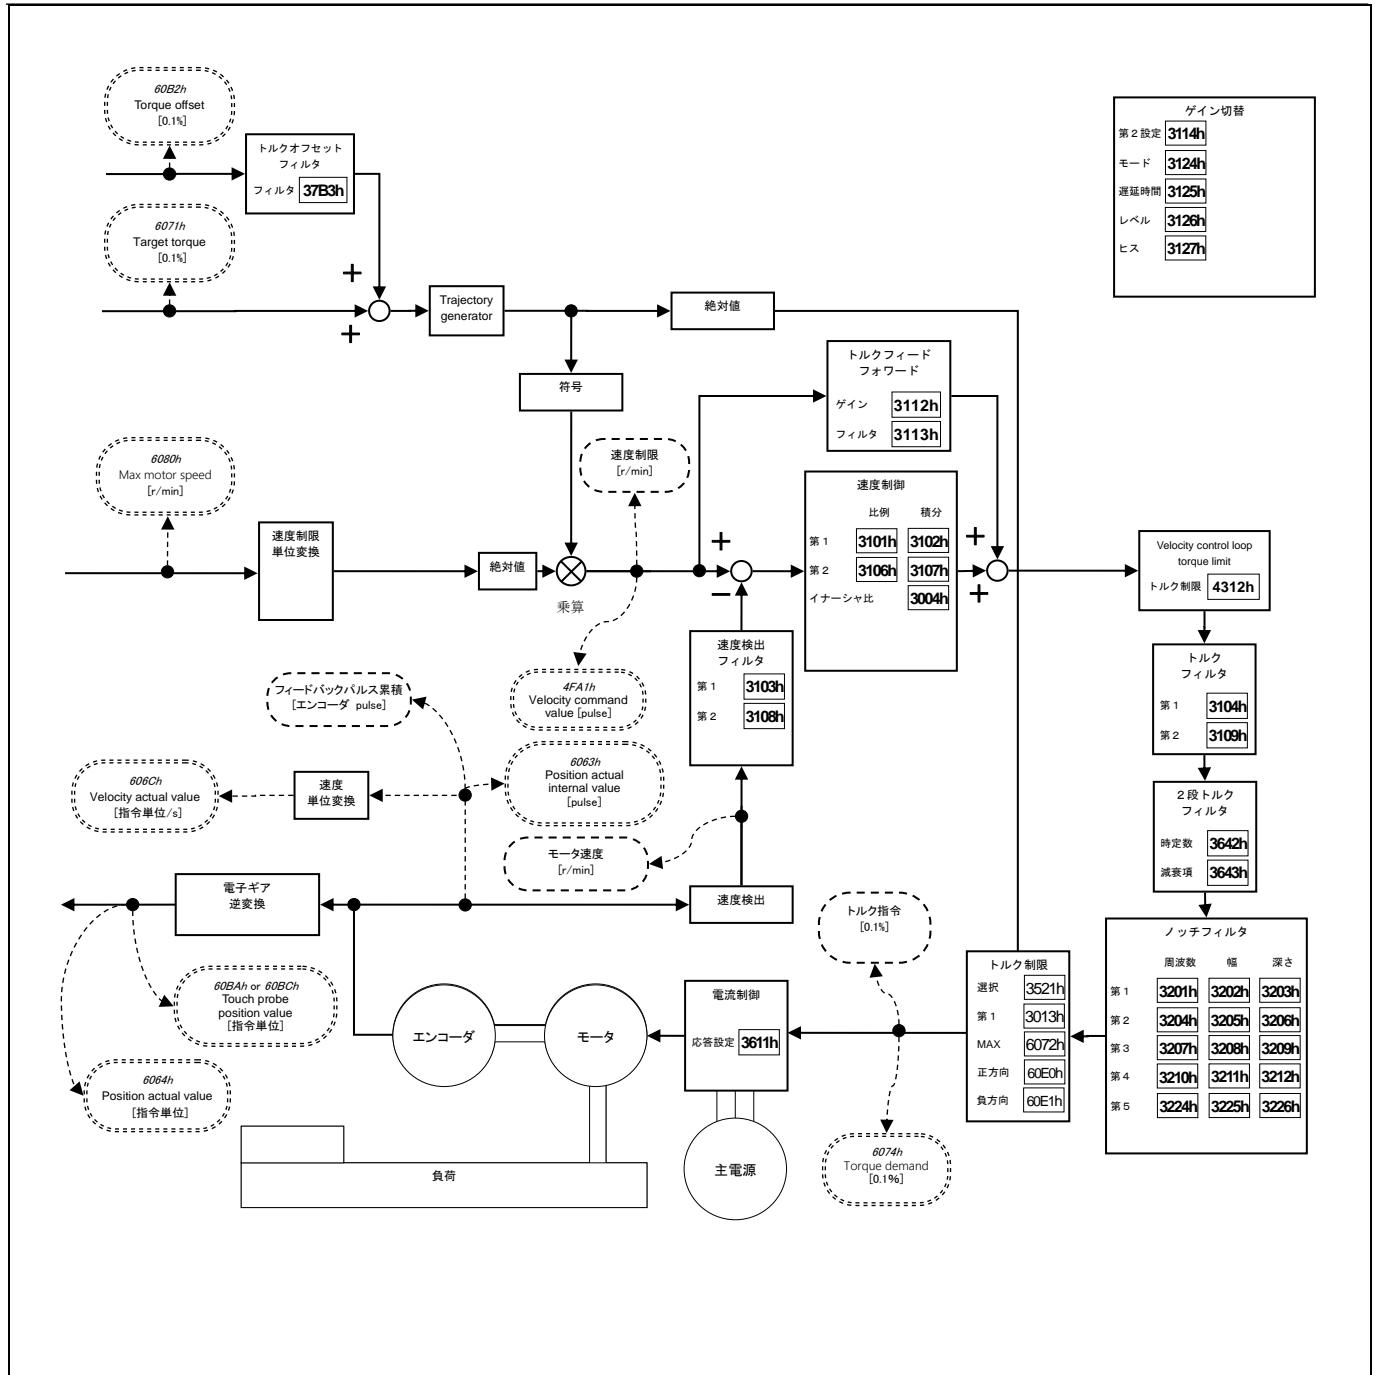 60B2h
Torque offset
[0.1%]
トルクオフセット
フィルタ
フィルタ 37B3h
6071h
Target torque
[0.1%]
+
+
Trajectory
generator
絶対値
符号
ゲイン切替
第２設定 3114h
モード 3124h
遅延時間 3125h
レベル 3126h
ヒス 3127h
トルクフィード
フォワード
ゲイン 3112h
フィルタ 3113h
6080h
Max motor speed
[r/min]
速度制限
単位変換
絶対値
乗算
速度制限
[r/min]
+
−
速度制御
比例 積分
第１ 3101h 3102h
第２ 3106h 3107h
イナーシャ比 3004h
+
+
Velocity control loop
torque limit
トルク制限 4312h
トルク
フィルタ
第１ 3104h
第２ 3109h
2段トルク
フィルタ
時定数 3642h
減衰項 3643h
ノッチフィルタ
周波数 幅 深さ
第１ 3201h 3202h 3203h
第２ 3204h 3205h 3206h
第３ 3207h 3208h 3209h
第４ 3210h 3211h 3212h
第５ 3224h 3225h 3226h
速度検出
フィルタ
第１ 3103h
第２ 3108h
4FA1h
Velocity command
value [pulse]
フィードバックパルス累積
[エンコーダ pulse]
6063h
Position actual
internal value
[pulse]
606Ch
Velocity actual value
[指令単位/s]
速度
単位変換
モータ速度
[r/min]
電子ギア
逆変換
速度検出
トルク指令
[0.1%]
トルク制限
選択 3521h
第１ 3013h
MAX 6072h
正方向 60E0h
負方向 60E1h
60BAh or 60BCh
Touch probe
position value
[指令単位]
6064h
Position actual value
[指令単位]
エンコーダ
モータ
電流制御
応答設定 3611h
主電源
負荷
6074h
Torque demand
[0.1%]